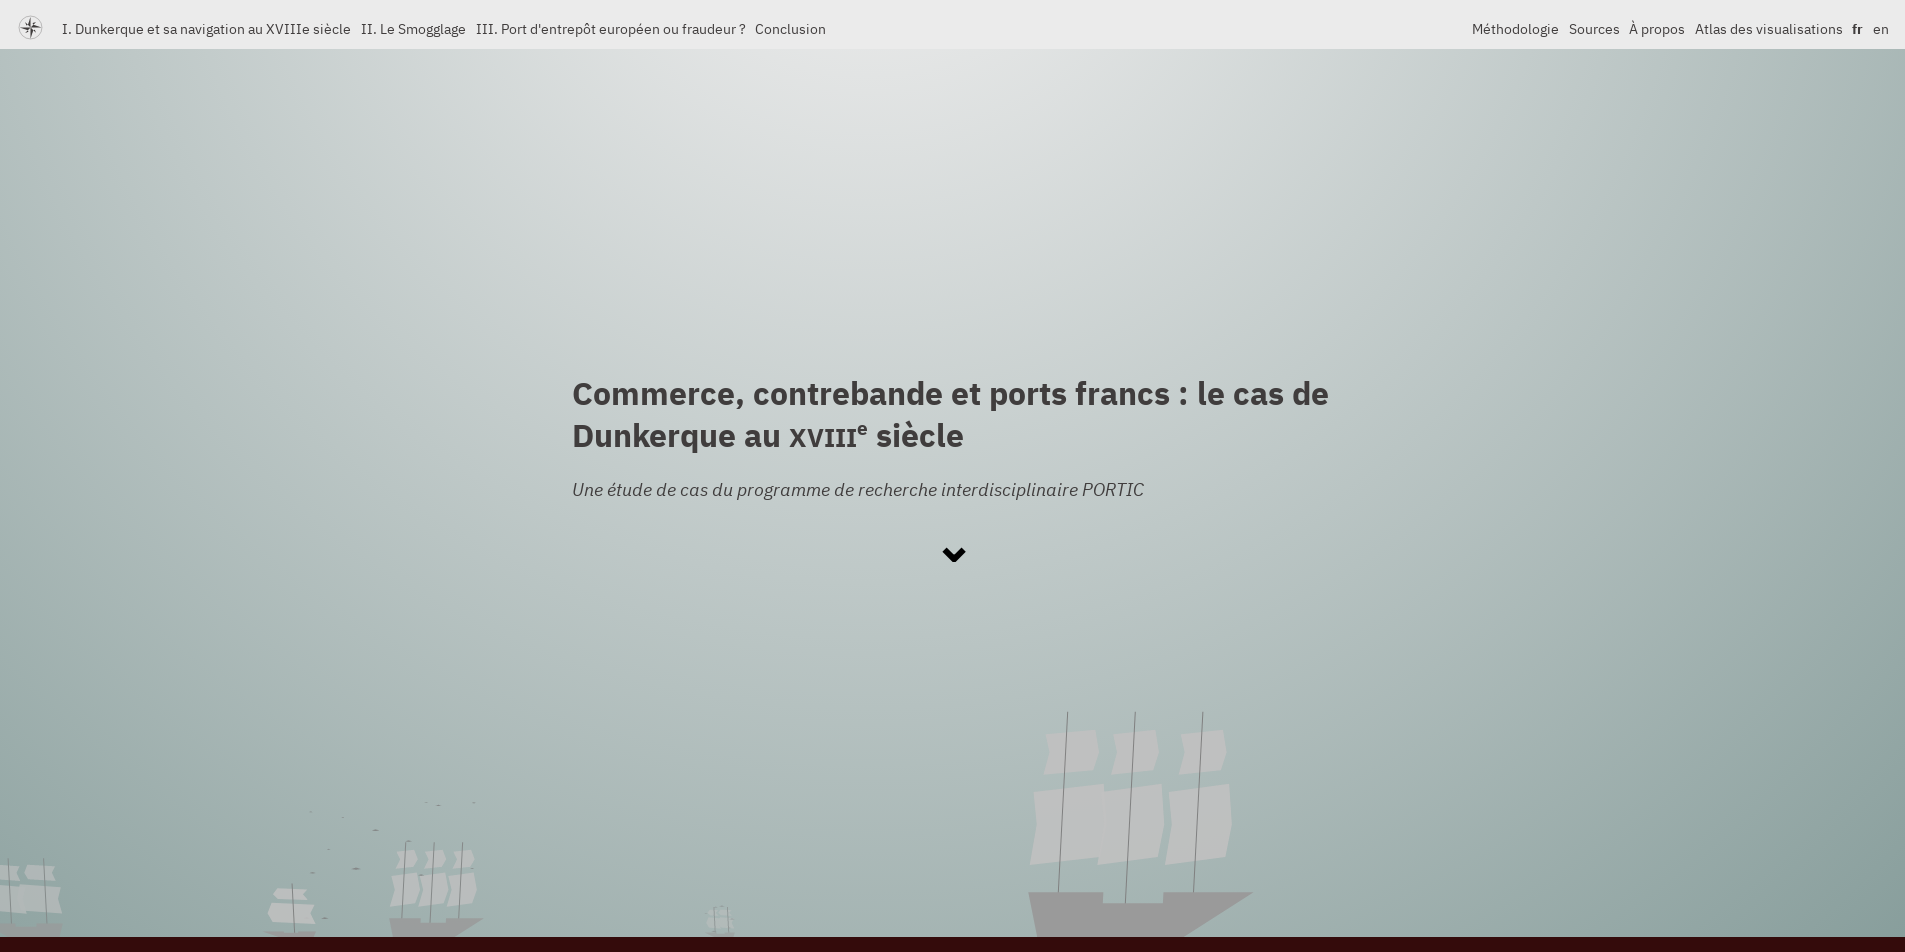 I. Dunkerque et sa navigation au XVIIIe siècle II. Le Smogglage III. Port d'entrepôt européen ou fraudeur ? Conclusion Méthodologie Sources À propos Atlas des visualisations fr en
Commerce, contrebande et ports francs : le cas de
Dunkerque au XVIIIe siècle
Une étude de cas du programme de recherche interdisciplinaire PORTIC